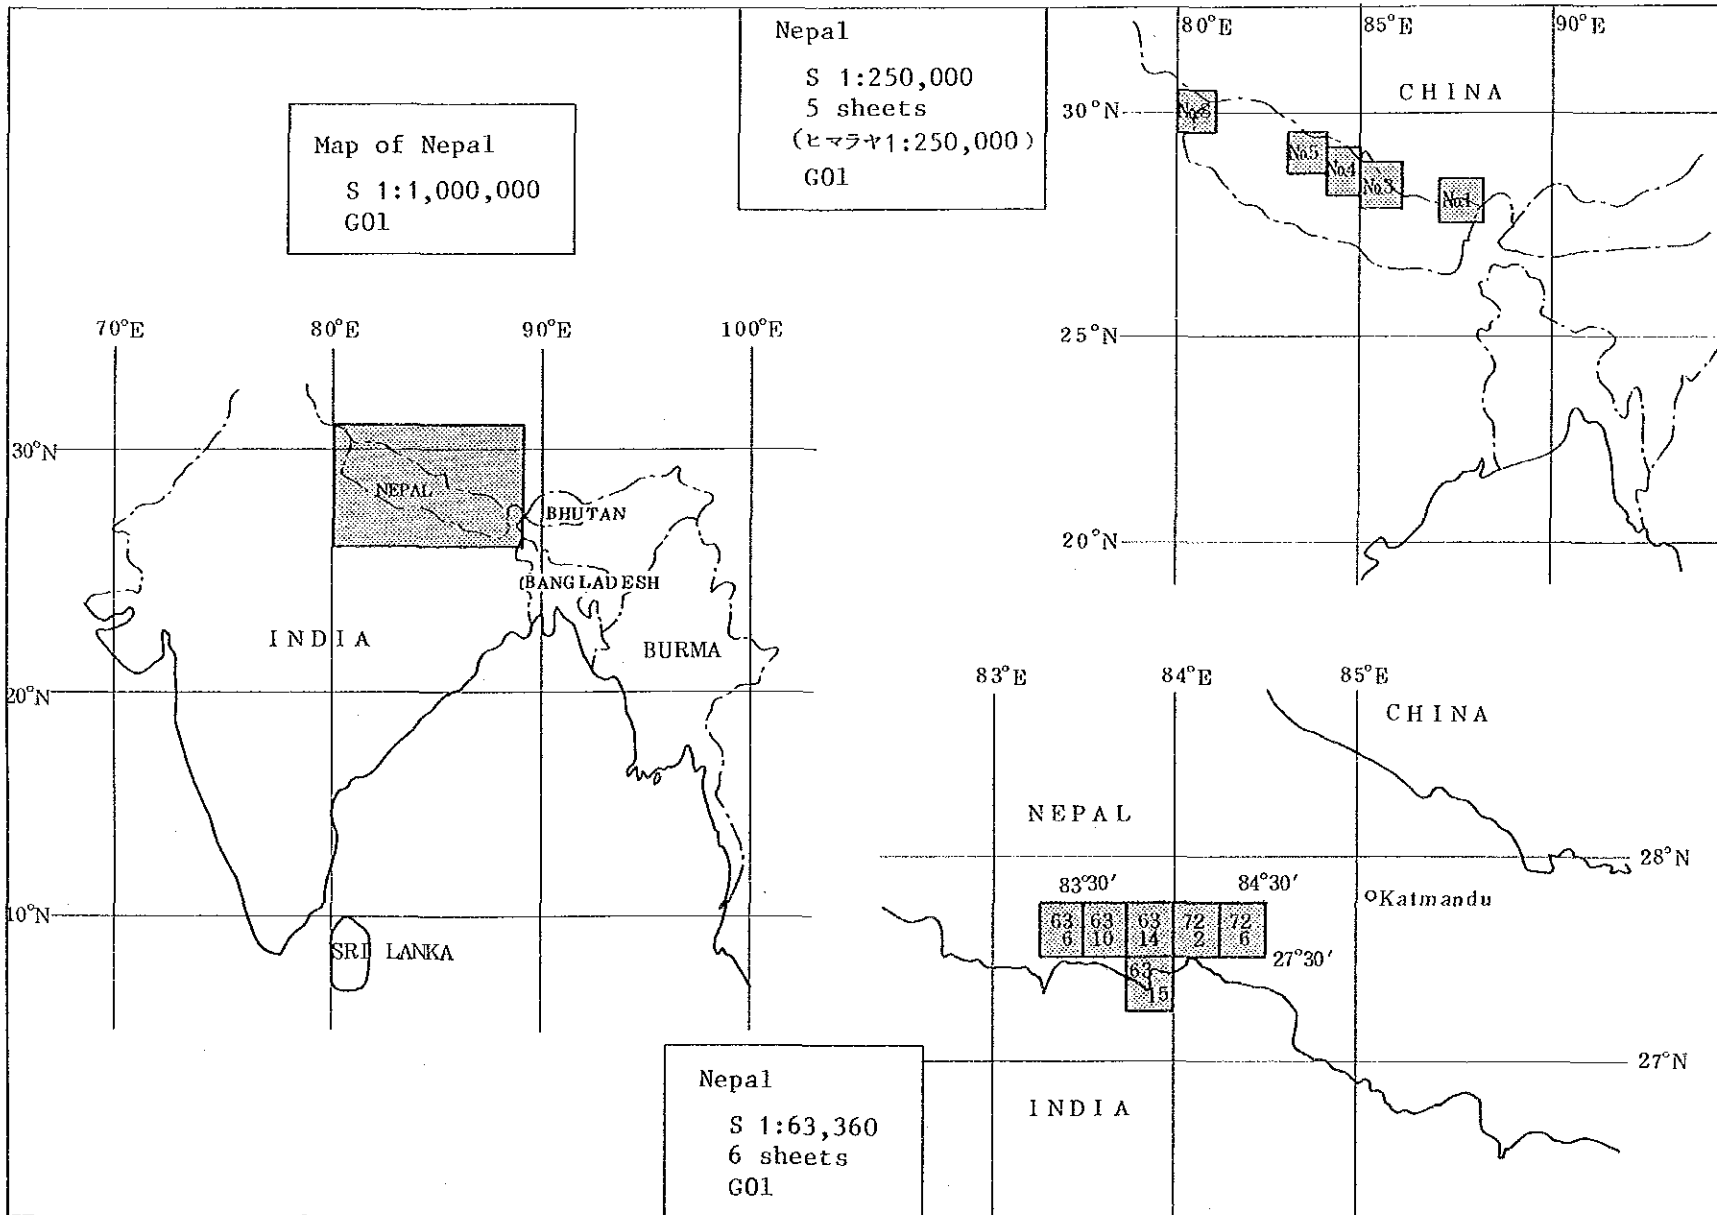 Map of Nepal
S 1:1,000,000
G01
Nepal
S 1:250,000
5 sheets
(ヒマラヤ1:250,000)
G01
80°E 85°E 90°E
CHINA
30°N
No.5
No.4
No.3
No.1
25°N
20°N
70°E 80°E 90°E 100°E
30°N
NEPAL
BHUTAN
(BANGLADESH
INDIA
BURMA
20°N
10°N
SRI LANKA
83°E 84°E 85°E
CHINA
NEPAL
28°N
83°30′ 84°30′
Katmandu
63 63 63 72 72
6 10 14 2 6
27°30′
63
15
27°N
INDIA
Nepal
S 1:63,360
6 sheets
G01